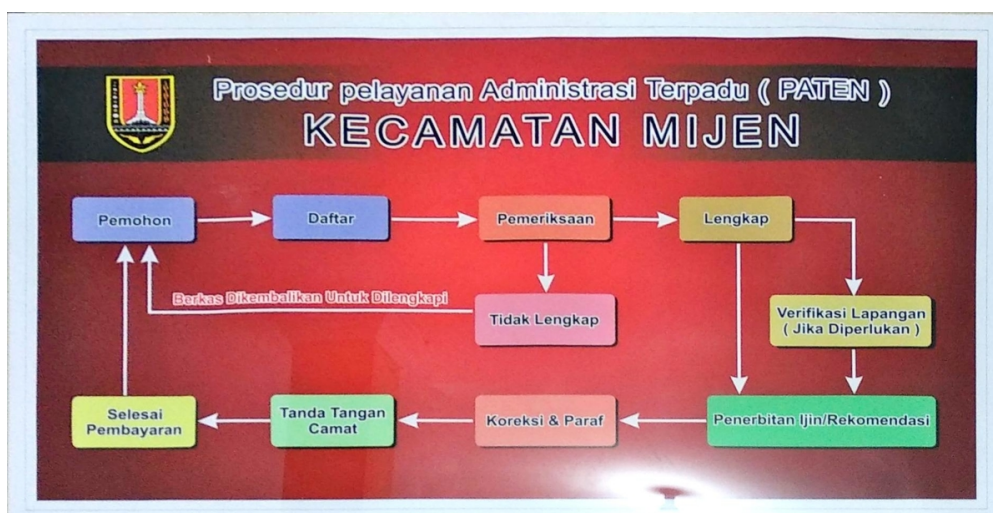 Prosedur pelayanan Administrasi Terpadu ( PATEN )
KECAMATAN MIJEN
Pemohon
Daftar
Pemeriksaan
Lengkap
Berkas Dikembalikan Untuk Dilengkapi
Tidak Lengkap
Verifikasi Lapangan
( Jika Diperlukan )
Selesai
Pembayaran
Tanda Tangan
Camat
Koreksi & Paraf
Penerbitan Ijin/Rekomendasi